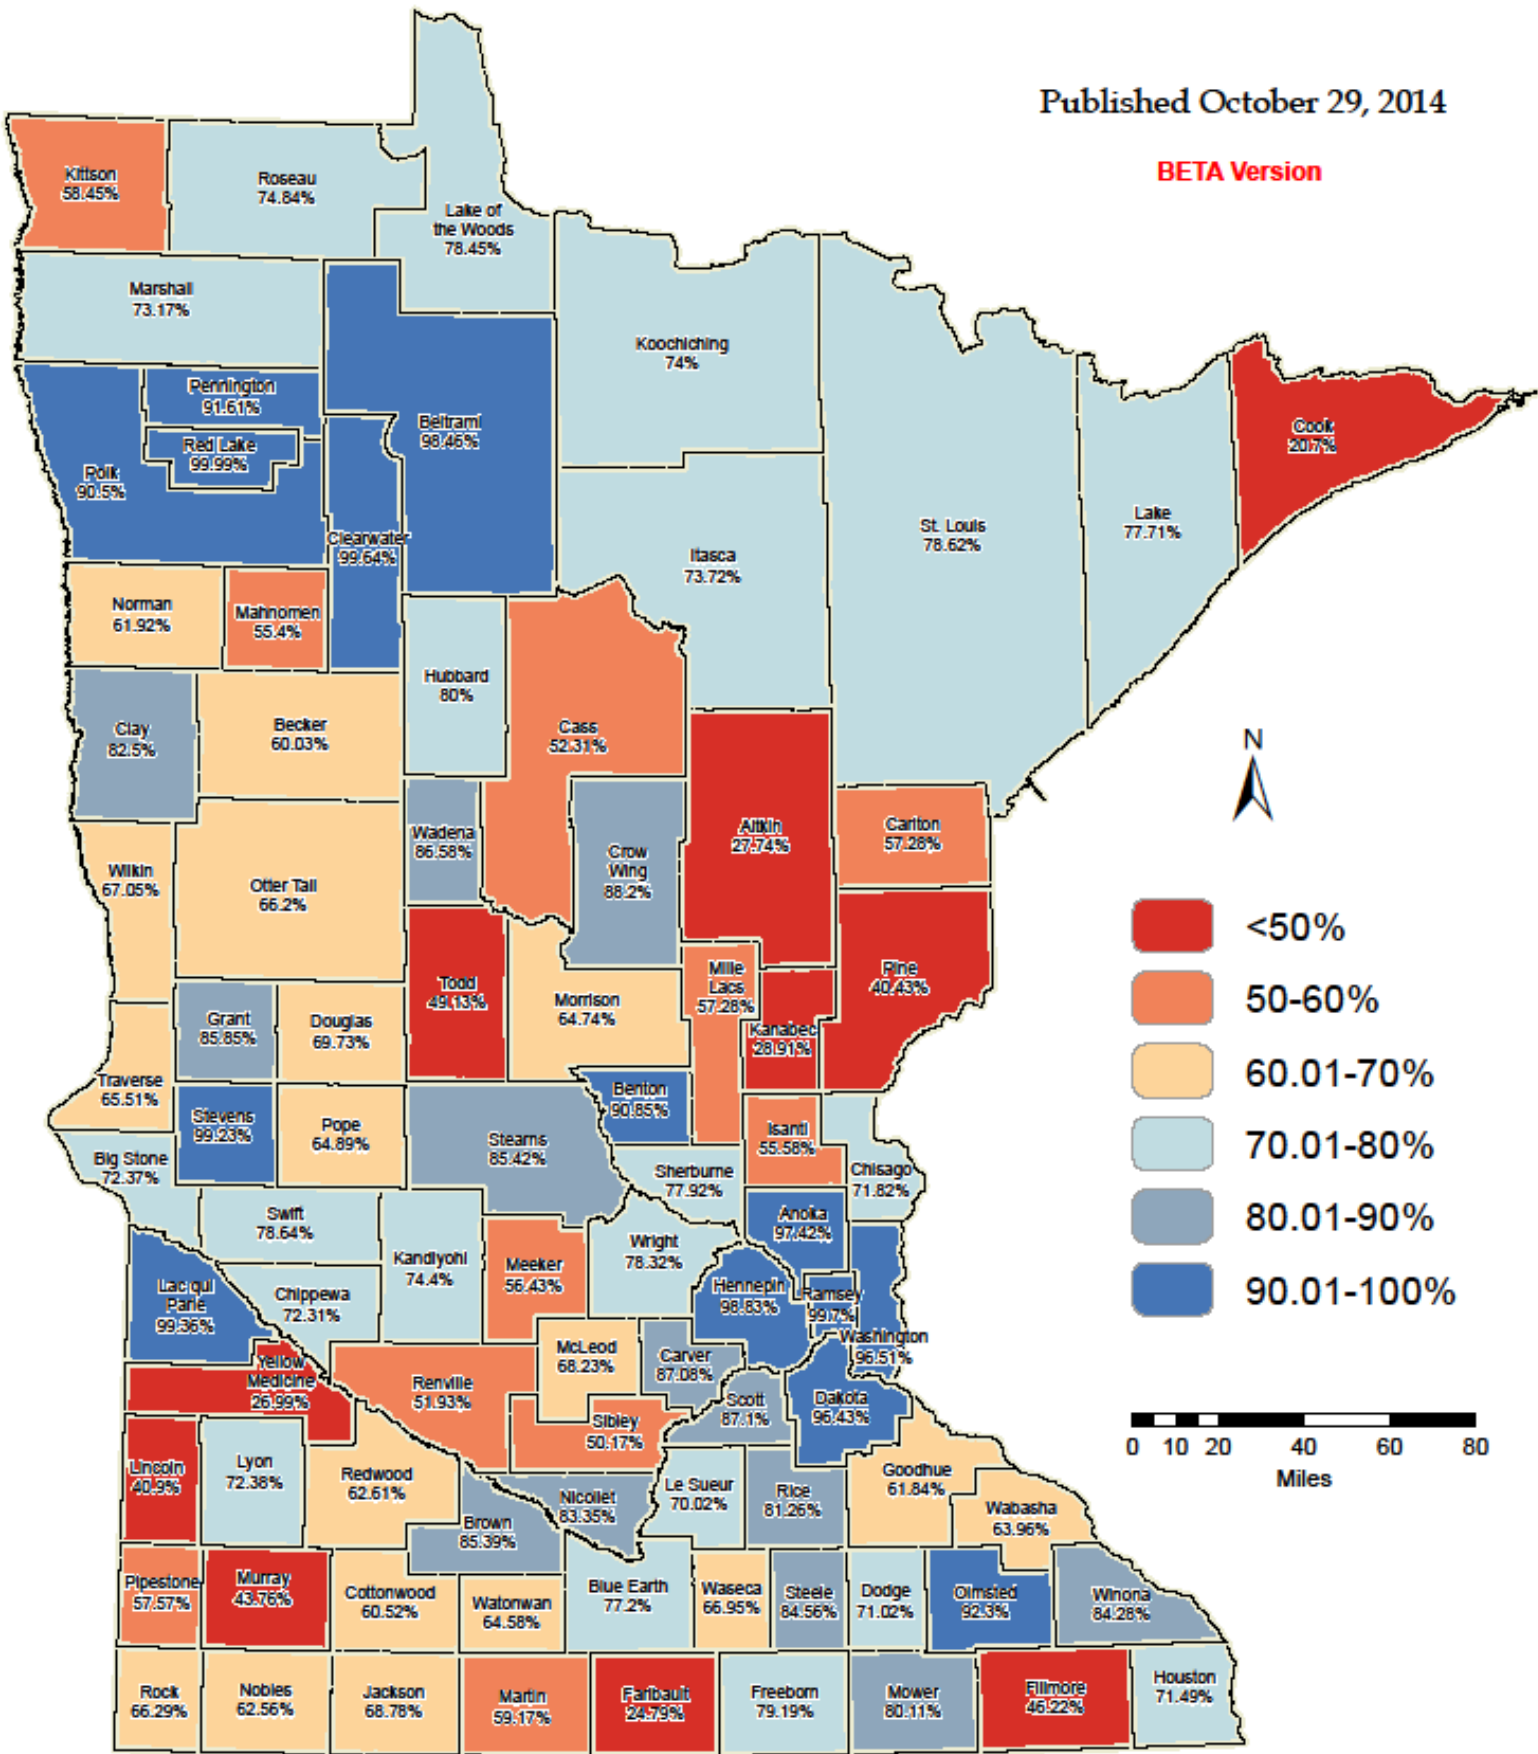 Published October 29, 2014
BETA Version
Kittson
58.45%
Roseau
74.84%
Lake of
the Woods
78.45%
Marshall
73.17%
Koochiching
74%
Pennington
91.61%
Beltrami
98.46%
Cook
20.7%
Red Lake
99.99%
Polk
90.5%
Clearwater
99.64%
St. Louis
78.62%
Lake
77.71%
Itasca
73.72%
Norman
61.92%
Mahnomen
55.4%
Hubbard
80%
Clay
82.5%
Becker
60.03%
Cass
52.31%
N
Wadena
86.58%
Crow
Wing
88.2%
Aitkin
27.74%
Carlton
57.28%
Wilkin
67.05%
Otter Tail
66.2%
<50%
Todd
49.13%
Morrison
64.74%
Mille
Lacs
57.28%
Pine
40.43%
50-60%
Grant
85.85%
Douglas
69.73%
Kanabec
28.91%
60.01-70%
Traverse
65.51%
Stevens
99.23%
Pope
64.89%
Benton
90.85%
Stearns
85.42%
Isanti
55.58%
70.01-80%
Big Stone
72.37%
Sherburne
77.92%
Chisago
71.82%
Swift
78.64%
Anoka
97.42%
80.01-90%
Kandiyohi
74.4%
Meeker
56.43%
Wright
78.32%
Lac qui
Parle
99.36%
Chippewa
72.31%
Hennepin
98.83%
Ramsey
99.7%
90.01-100%
Washington
96.51%
McLeod
68.23%
Carver
87.08%
Yellow
Medicine
26.99%
Renville
51.93%
Scott
87.1%
Dakota
96.43%
Sibley
50.17%
0 10 20 40 60 80
Miles
Lincoln
40.9%
Lyon
72.38%
Redwood
62.61%
Nicollet
83.35%
Le Sueur
70.02%
Rice
81.26%
Goodhue
61.84%
Wabasha
63.96%
Brown
85.39%
Pipestone
57.57%
Murray
43.76%
Cottonwood
60.52%
Watonwan
64.58%
Blue Earth
77.2%
Waseca
66.95%
Steele
84.56%
Dodge
71.02%
Olmsted
92.3%
Winona
84.28%
Rock
66.29%
Nobles
62.56%
Jackson
68.78%
Martin
59.17%
Faribault
24.79%
Freeborn
79.19%
Mower
80.11%
Fillmore
46.22%
Houston
71.49%